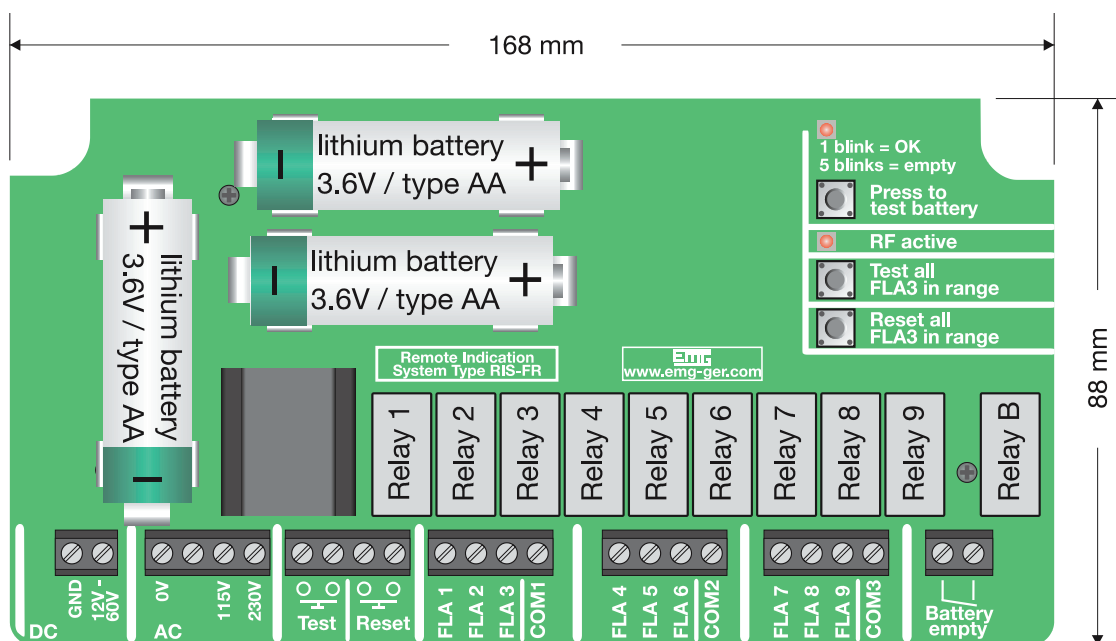 168 mm
88 mm
lithium battery
3.6V / type AA
lithium battery
3.6V / type AA
lithium battery
3.6V / type AA
1 blink = OK
5 blinks = empty
Press to
test battery
RF active
Test all
FLA3 in range
Reset all
FLA3 in range
Remote Indication
System Type RIS-FR
EMG
www.emg-ger.com
Relay 1
Relay 2
Relay 3
Relay 4
Relay 5
Relay 6
Relay 7
Relay 8
Relay 9
Relay B
GND
12V-
60V
DC
0V
115V
230V
AC
Test
Reset
FLA 1
FLA 2
FLA 3
COM1
FLA 4
FLA 5
FLA 6
COM2
FLA 7
FLA 8
FLA 9
COM3
Battery
empty